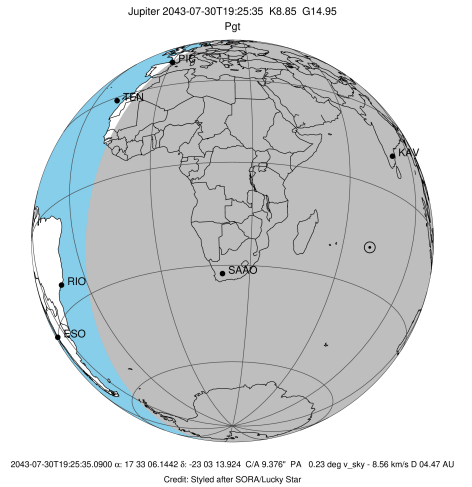 Jupiter 2043-07-30T19:25:35  K8.85  G14.95
Pgt
PIC
TEN
KAV
SAAO
RIO
ESO
2043-07-30T19:25:35.0900 α: 17 33 06.1442 δ: -23 03 13.924  C/A 9.376"  PA   0.23 deg v_sky - 8.56 km/s D 04.47 AU
Credit: Styled after SORA/Lucky Star